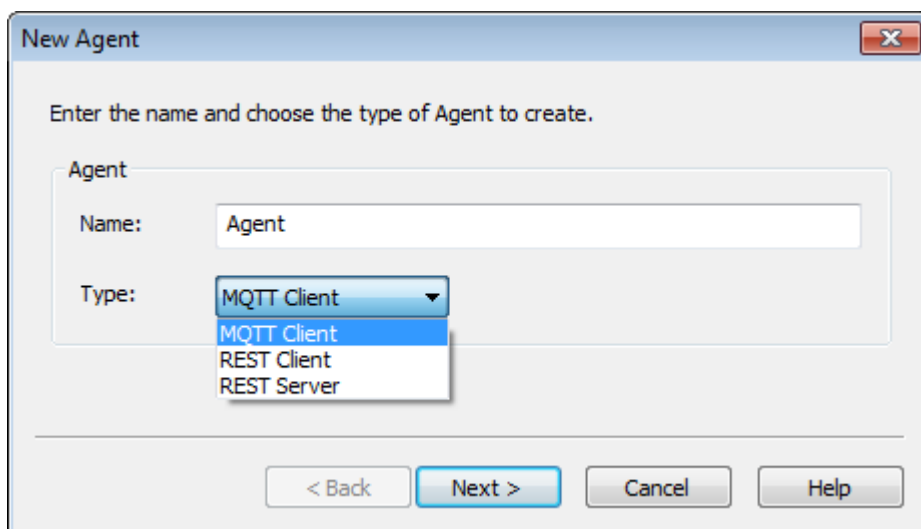 New Agent
Enter the name and choose the type of Agent to create.
Agent
Name: Agent
Type: MQTT Client
MQTT Client
REST Client
REST Server
< Back Next > Cancel Help